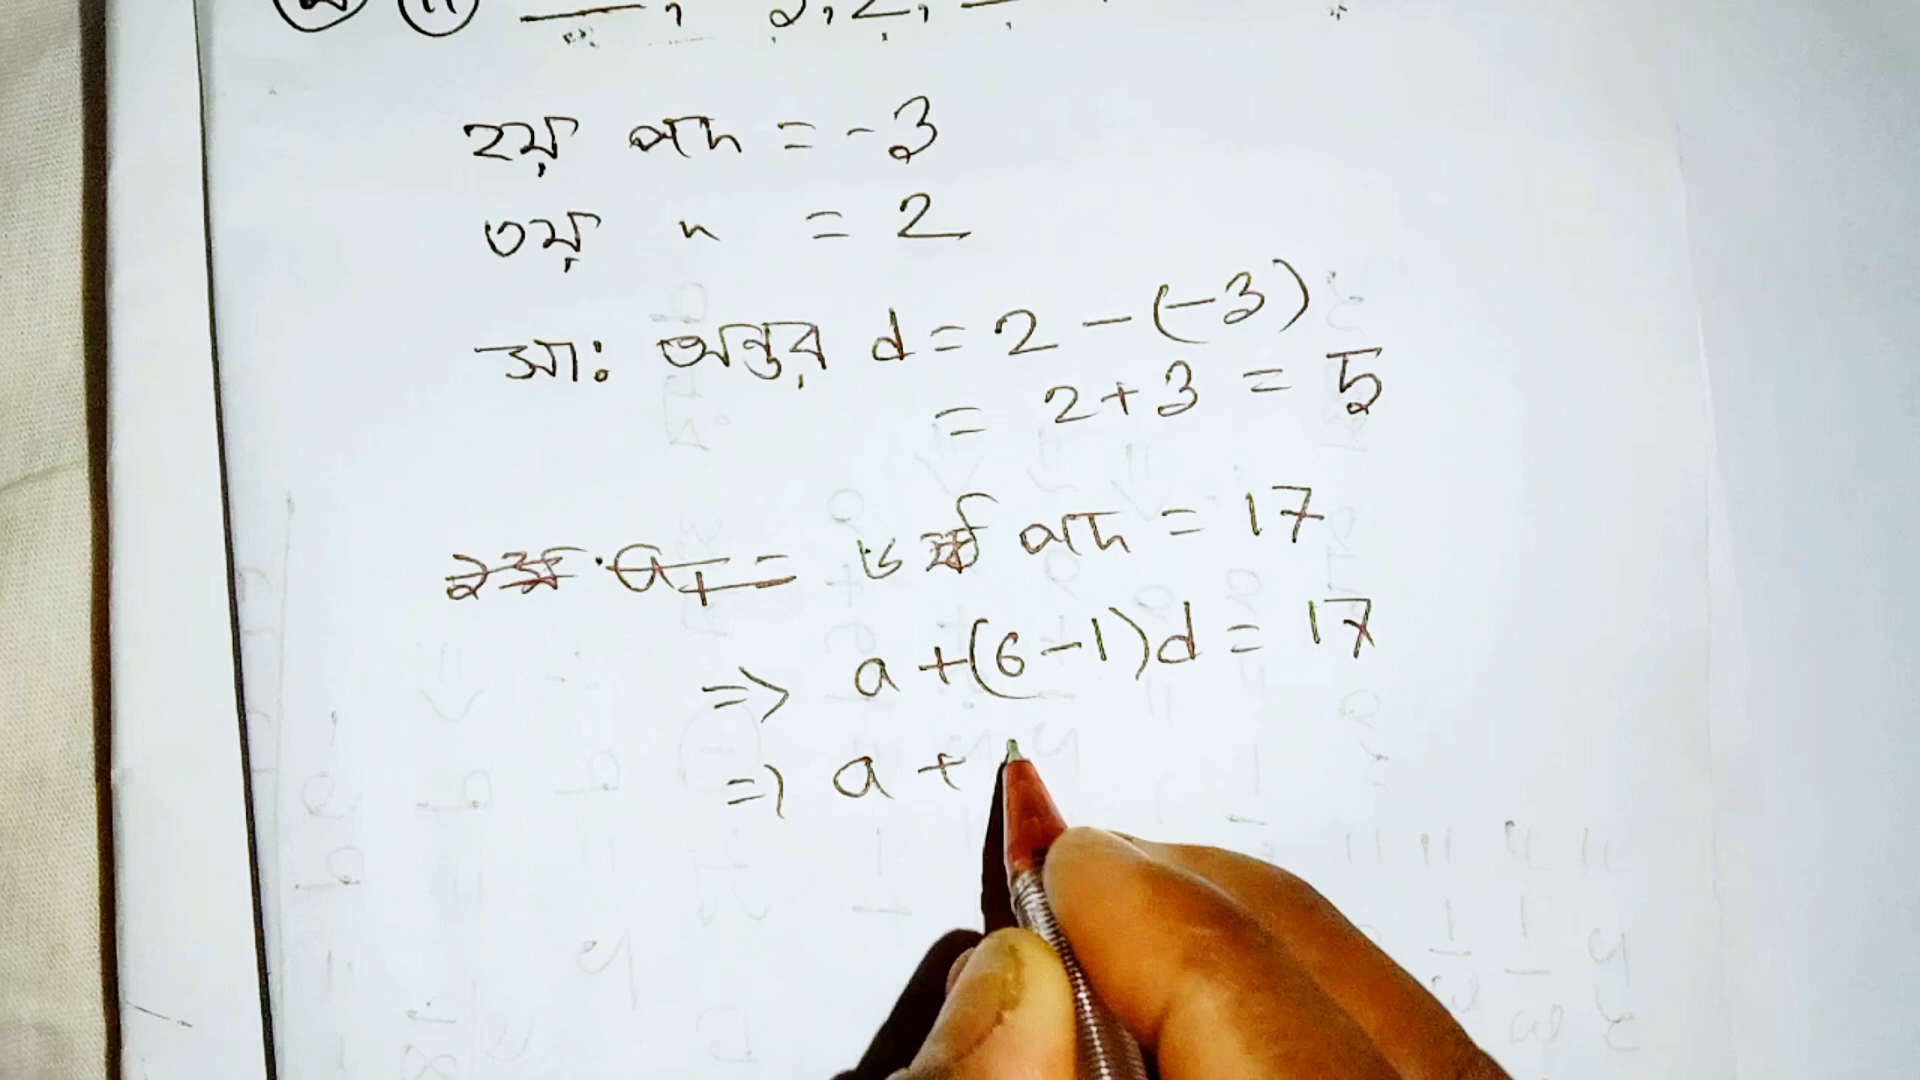 ২য় পদ = -3
৩য় " = 2
সা: অন্তর d = 2 - (-3)
= 2+3 = 5
৬ষ্ঠ পদ = 17
=> a +(6-1)d = 17
=> a +